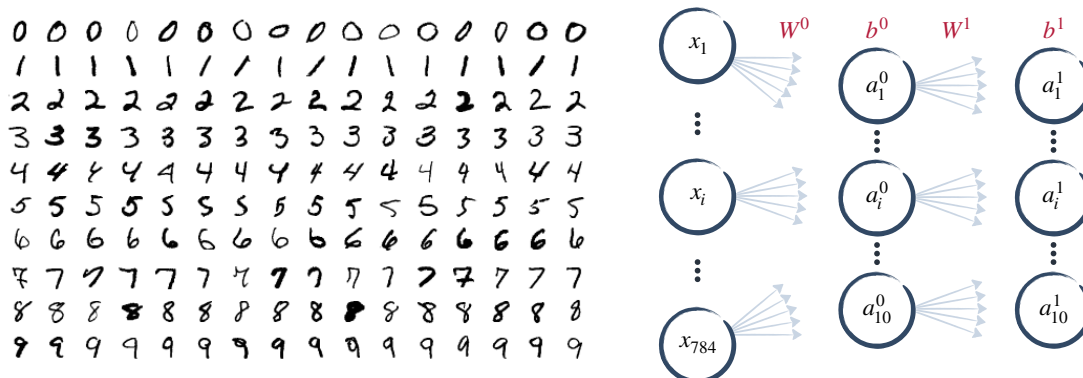 0 0 0 0 0 0 0 0 0 0 0 0 0 0 0 0
1 1 1 1 1 1 1 1 1 1 1 1 1 1 1 1
2 2 2 2 2 2 2 2 2 2 2 2 2 2 2 2
3 3 3 3 3 3 3 3 3 3 3 3 3 3 3 3
4 4 4 4 4 4 4 4 4 4 4 4 4 4 4 4
5 5 5 5 5 5 5 5 5 5 5 5 5 5 5 5
6 6 6 6 6 6 6 6 6 6 6 6 6 6 6 6
7 7 7 7 7 7 7 7 7 7 7 7 7 7 7 7
8 8 8 8 8 8 8 8 8 8 8 8 8 8 8 8
9 9 9 9 9 9 9 9 9 9 9 9 9 9 9 9
W⁰ b⁰ W¹ b¹
x₁
a₁⁰ a₁¹
xᵢ aᵢ⁰ aᵢ¹
a₁₀⁰ a₁₀¹
x₇₈₄